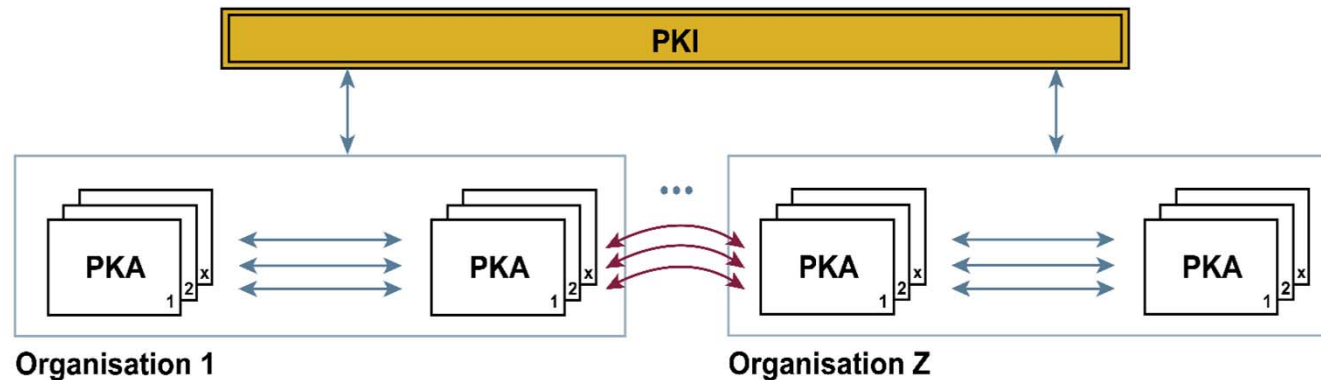 PKI
...
PKA
1
2
x
PKA
1
2
x
PKA
1
2
x
PKA
1
2
x
Organisation 1
Organisation Z